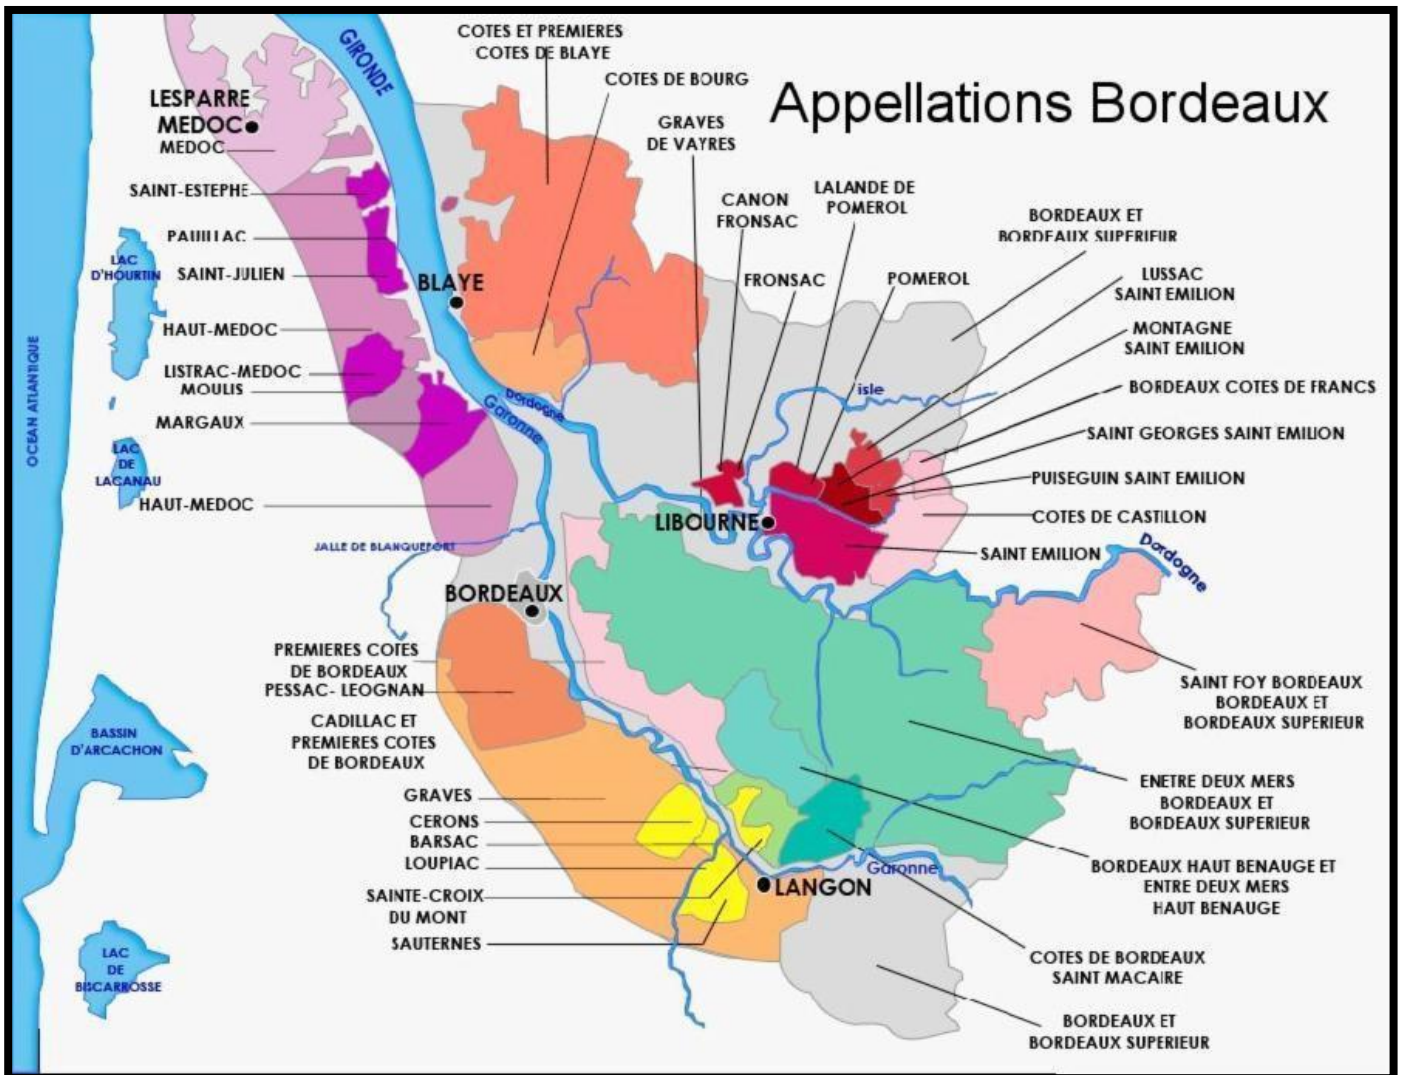 Appellations Bordeaux
COTES ET PREMIERES
COTES DE BLAYE
COTES DE BOURG
GRAVES
DE VAYRES
CANON
FRONSAC
LALANDE DE
POMEROL
FRONSAC
POMEROL
BORDEAUX ET
BORDEAUX SUPERIEUR
LUSSAC
SAINT EMILION
MONTAGNE
SAINT EMILION
BORDEAUX COTES DE FRANCS
SAINT GEORGES SAINT EMILION
PUISEGUIN SAINT EMILION
COTES DE CASTILLON
SAINT EMILION
Dordogne
SAINT FOY BORDEAUX
BORDEAUX ET
BORDEAUX SUPERIEUR
ENETRE DEUX MERS
BORDEAUX ET
BORDEAUX SUPERIEUR
BORDEAUX HAUT BENAUGE ET
ENTRE DEUX MERS
HAUT BENAUGE
COTES DE BORDEAUX
SAINT MACAIRE
BORDEAUX ET
BORDEAUX SUPERIEUR
GIRONDE
LESPARRE
MEDOC
MEDOC
SAINT-ESTEPHE
PAUILLAC
SAINT-JULIEN
HAUT-MEDOC
LISTRAC-MEDOC
MOULIS
MARGAUX
HAUT-MEDOC
BLAYE
Dordogne
Garonne
isle
LIBOURNE
JALLE DE BLANQUEFORT
BORDEAUX
PREMIERES COTES
DE BORDEAUX
PESSAC- LEOGNAN
CADILLAC ET
PREMIERES COTES
DE BORDEAUX
GRAVES
CERONS
BARSAC
LOUPIAC
SAINTE-CROIX
DU MONT
SAUTERNES
LANGON
Garonne
OCEAN ATLANTIQUE
LAC
D'HOURTIN
LAC
DE
LACANAU
BASSIN
D'ARCACHON
LAC
DE
BISCARROSSE